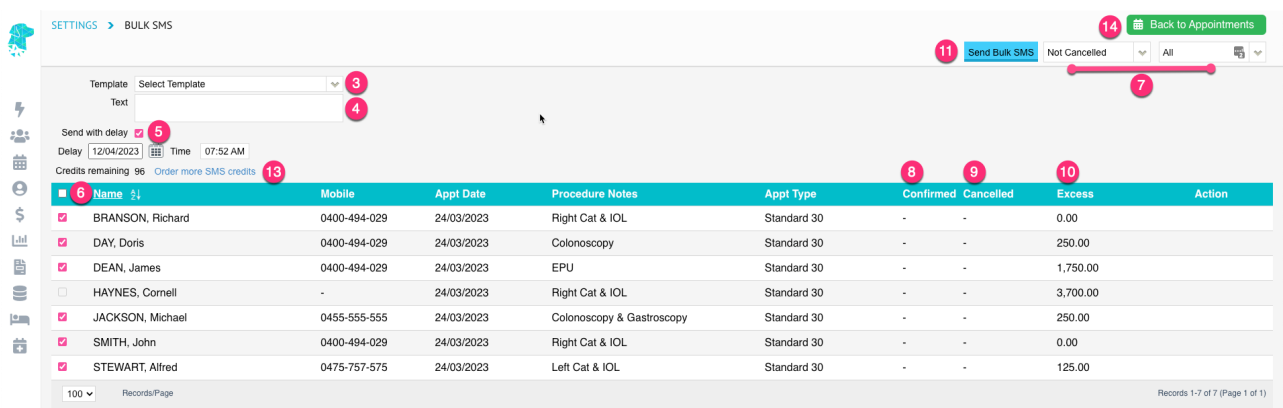 SETTINGS > BULK SMS
14 Back to Appointments
11 Send Bulk SMS Not Cancelled All
7
Template Select Template 3
Text 4
Send with delay 5
Delay 12/04/2023 Time 07:52 AM
Credits remaining 96 Order more SMS credits 13
8 9 10
6 Name Mobile Appt Date Procedure Notes Appt Type Confirmed Cancelled Excess Action
BRANSON, Richard 0400-494-029 24/03/2023 Right Cat & IOL Standard 30 - - 0.00
DAY, Doris 0400-494-029 24/03/2023 Colonoscopy Standard 30 - - 250.00
DEAN, James 0400-494-029 24/03/2023 EPU Standard 30 - - 1,750.00
HAYNES, Cornell - 24/03/2023 Right Cat & IOL Standard 30 - - 3,700.00
JACKSON, Michael 0455-555-555 24/03/2023 Colonoscopy & Gastroscopy Standard 30 - - 250.00
SMITH, John 0400-494-029 24/03/2023 Right Cat & IOL Standard 30 - - 0.00
STEWART, Alfred 0475-757-575 24/03/2023 Left Cat & IOL Standard 30 - - 125.00
100 Records/Page Records 1-7 of 7 (Page 1 of 1)